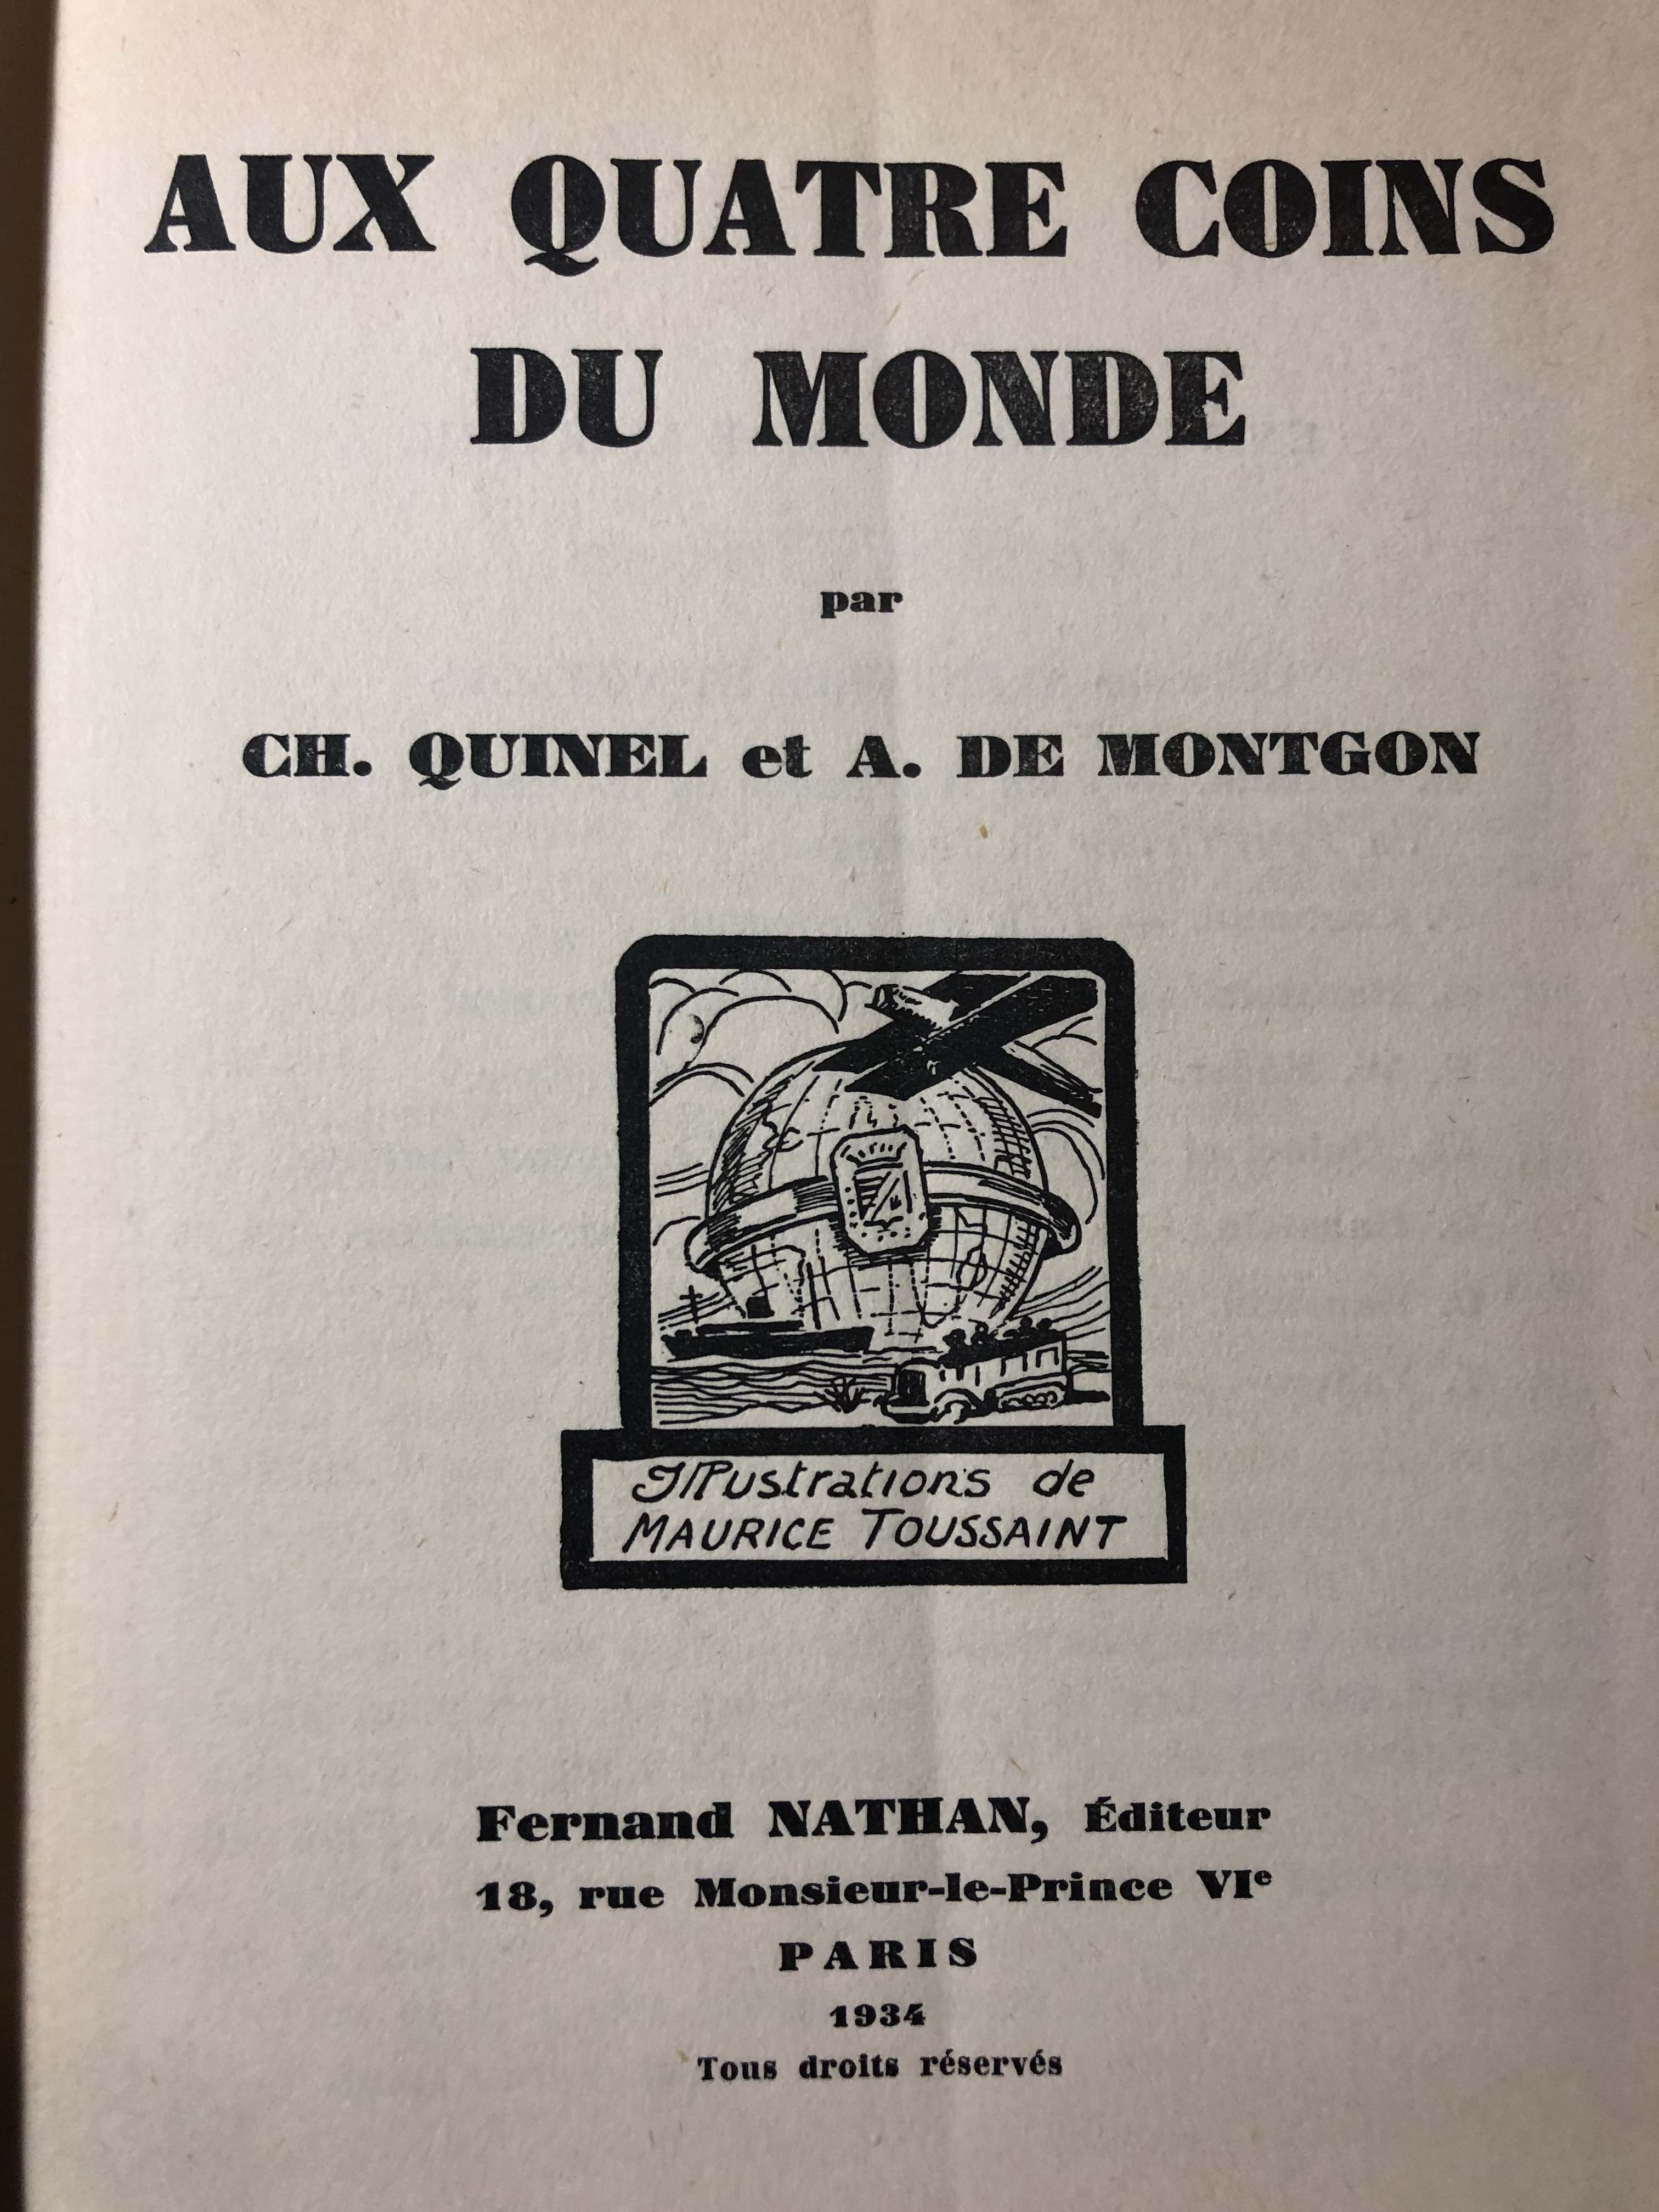 AUX QUATRE COINS
DU MONDE
par
CH. QUINEL et A. DE MONTGON
Illustrations de
MAURICE TOUSSAINT
Fernand NATHAN, Éditeur
18, rue Monsieur-le-Prince VIe
PARIS
1934
Tous droits réservés